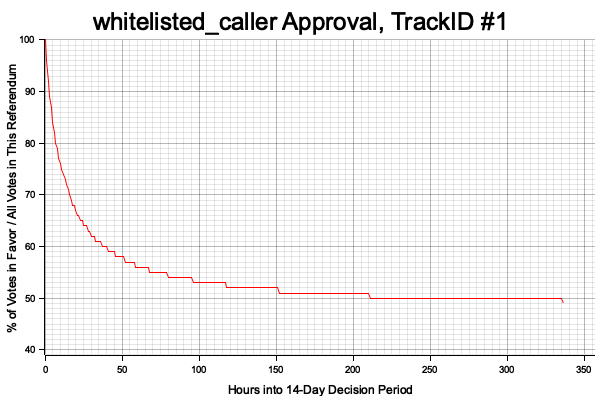 whitelisted_caller Approval, TrackID #1
% of Votes in Favor / All Votes in This Referendum
100
90
80
70
60
50
40
0 50 100 150 200 250 300 350
Hours into 14-Day Decision Period